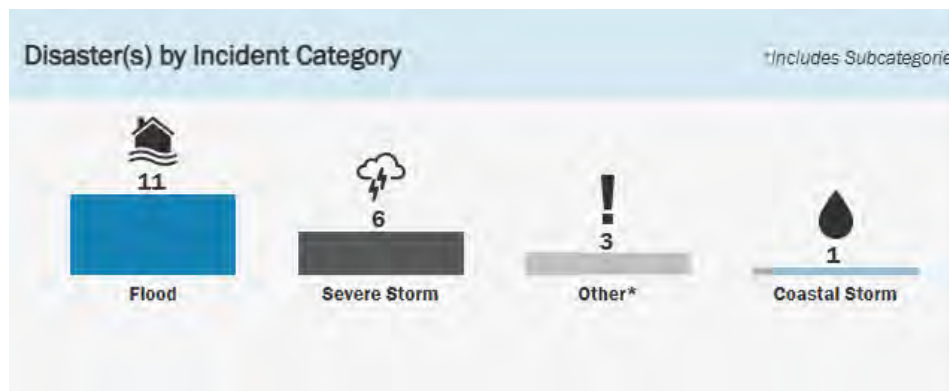 Disaster(s) by Incident Category
*Includes Subcategorie
11
6
3
1
Flood
Severe Storm
Other*
Coastal Storm